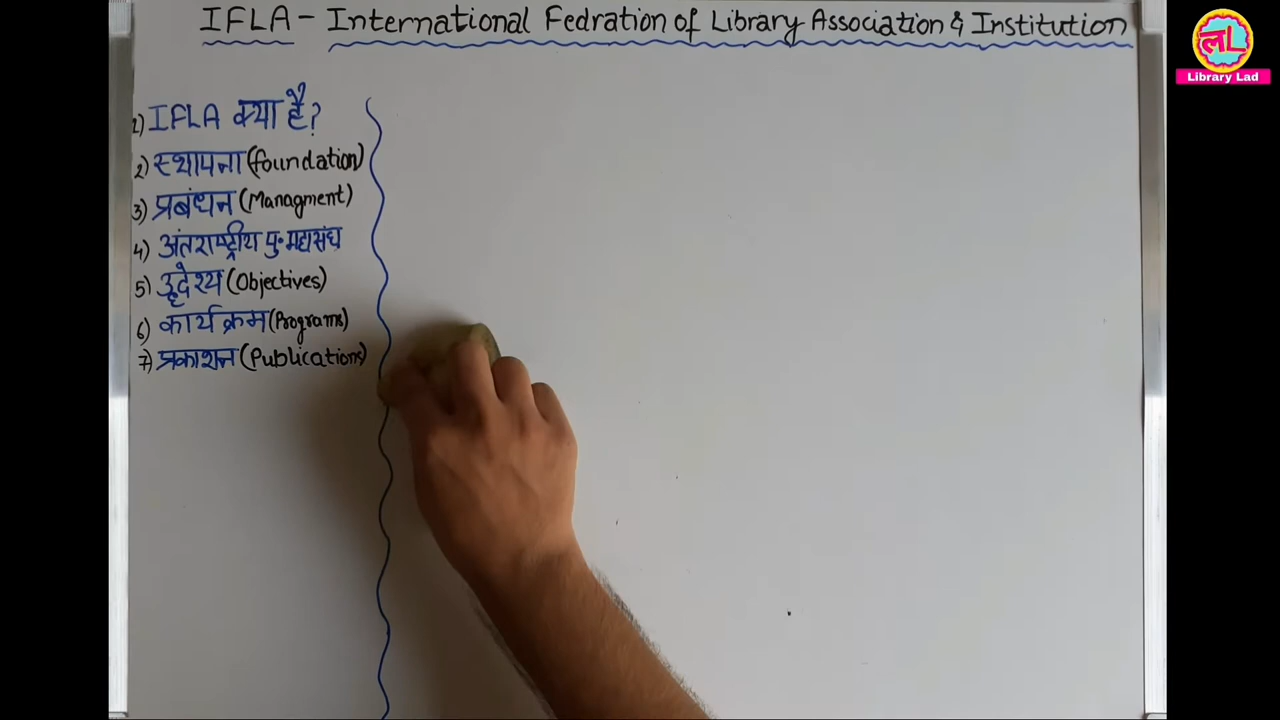 IFLA - International Fedration of Library Association & Institution
लL
Library Lad
1) IFLA क्या है?
2) स्थापना (foundation)
3) प्रबंधन (Managment)
4) अंतराष्ट्रीय पु. महासंघ
5) उद्देश्य (Objectives)
6) कार्यक्रम (Programs)
7) प्रकाशन (Publications)